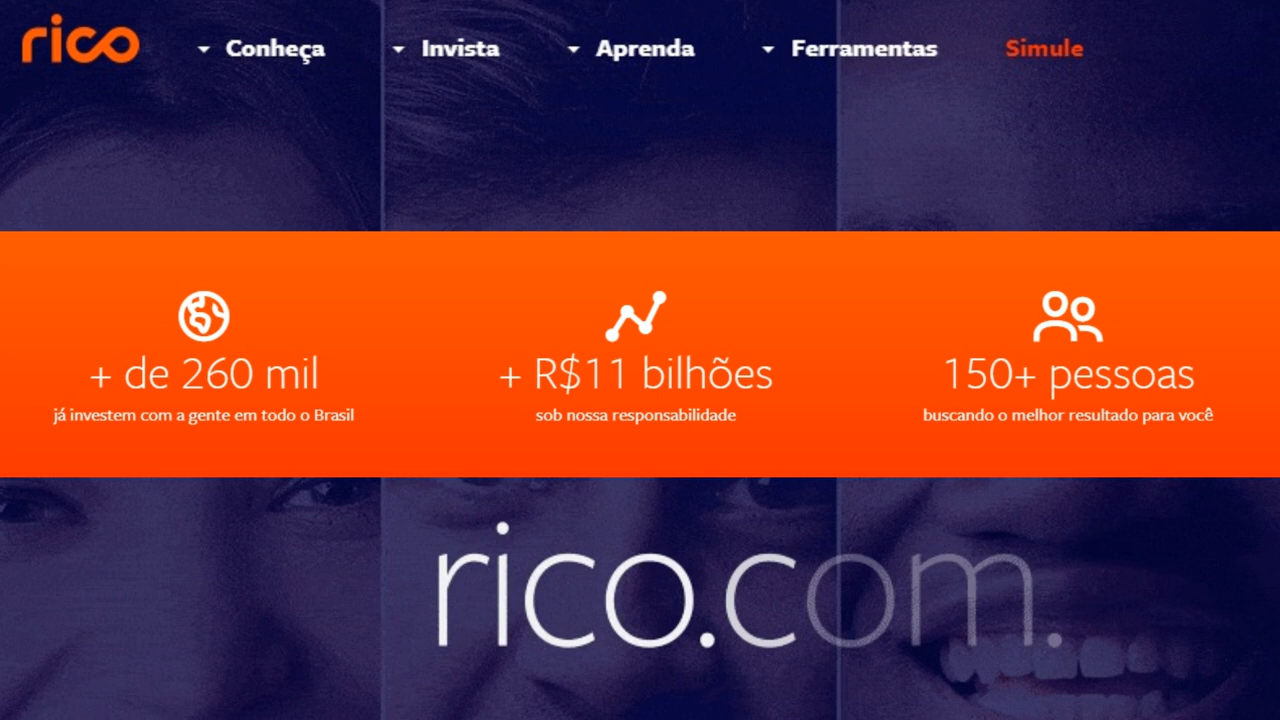 rico
Conheça
Invista
Aprenda
Ferramentas
Simule
+ de 260 mil
já investem com a gente em todo o Brasil
+ R$11 bilhões
sob nossa responsabilidade
150+ pessoas
buscando o melhor resultado para você
rico.com.